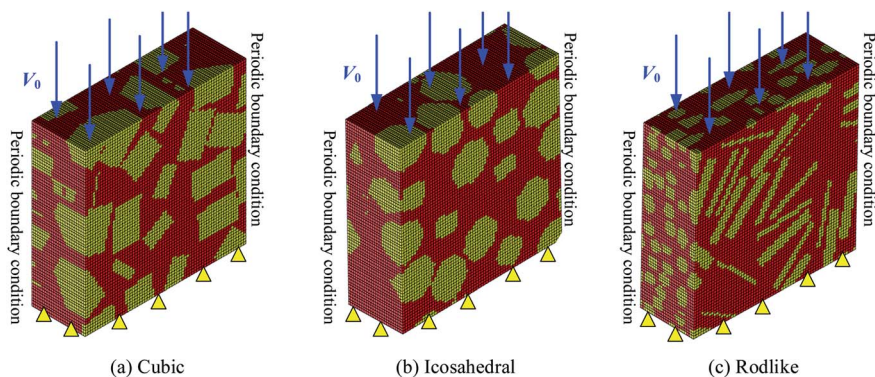 V₀
Periodic boundary condition
Periodic boundary condition
(a) Cubic
V₀
Periodic boundary condition
Periodic boundary condition
(b) Icosahedral
V₀
Periodic boundary condition
Periodic boundary condition
(c) Rodlike